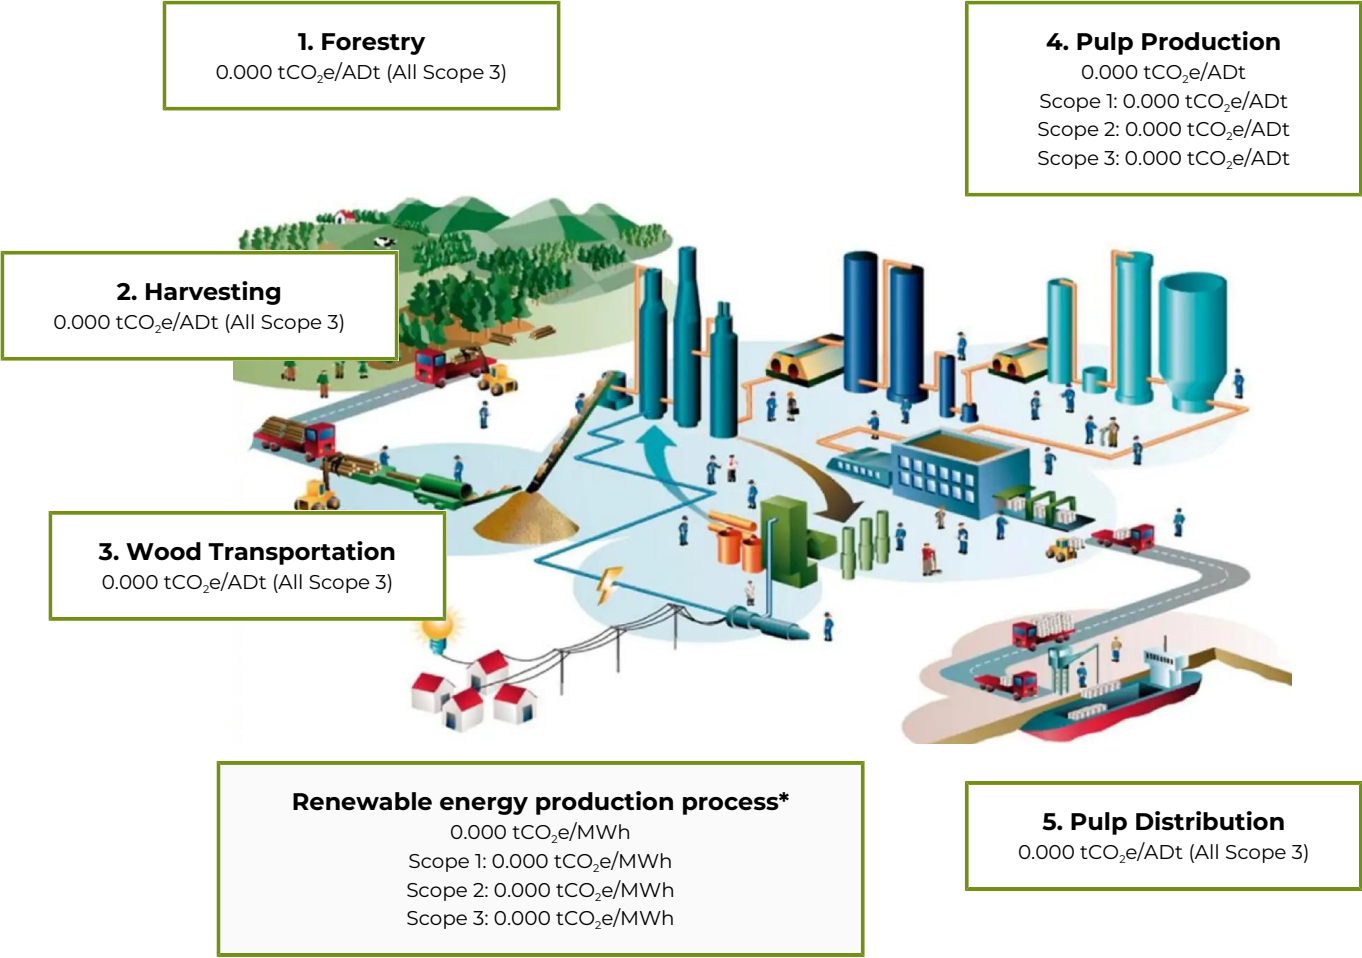 1. Forestry
0.000 tCO₂e/ADt (All Scope 3)
4. Pulp Production
0.000 tCO₂e/ADt
Scope 1: 0.000 tCO₂e/ADt
Scope 2: 0.000 tCO₂e/ADt
Scope 3: 0.000 tCO₂e/ADt
2. Harvesting
0.000 tCO₂e/ADt (All Scope 3)
3. Wood Transportation
0.000 tCO₂e/ADt (All Scope 3)
Renewable energy production process*
0.000 tCO₂e/MWh
Scope 1: 0.000 tCO₂e/MWh
Scope 2: 0.000 tCO₂e/MWh
Scope 3: 0.000 tCO₂e/MWh
5. Pulp Distribution
0.000 tCO₂e/ADt (All Scope 3)